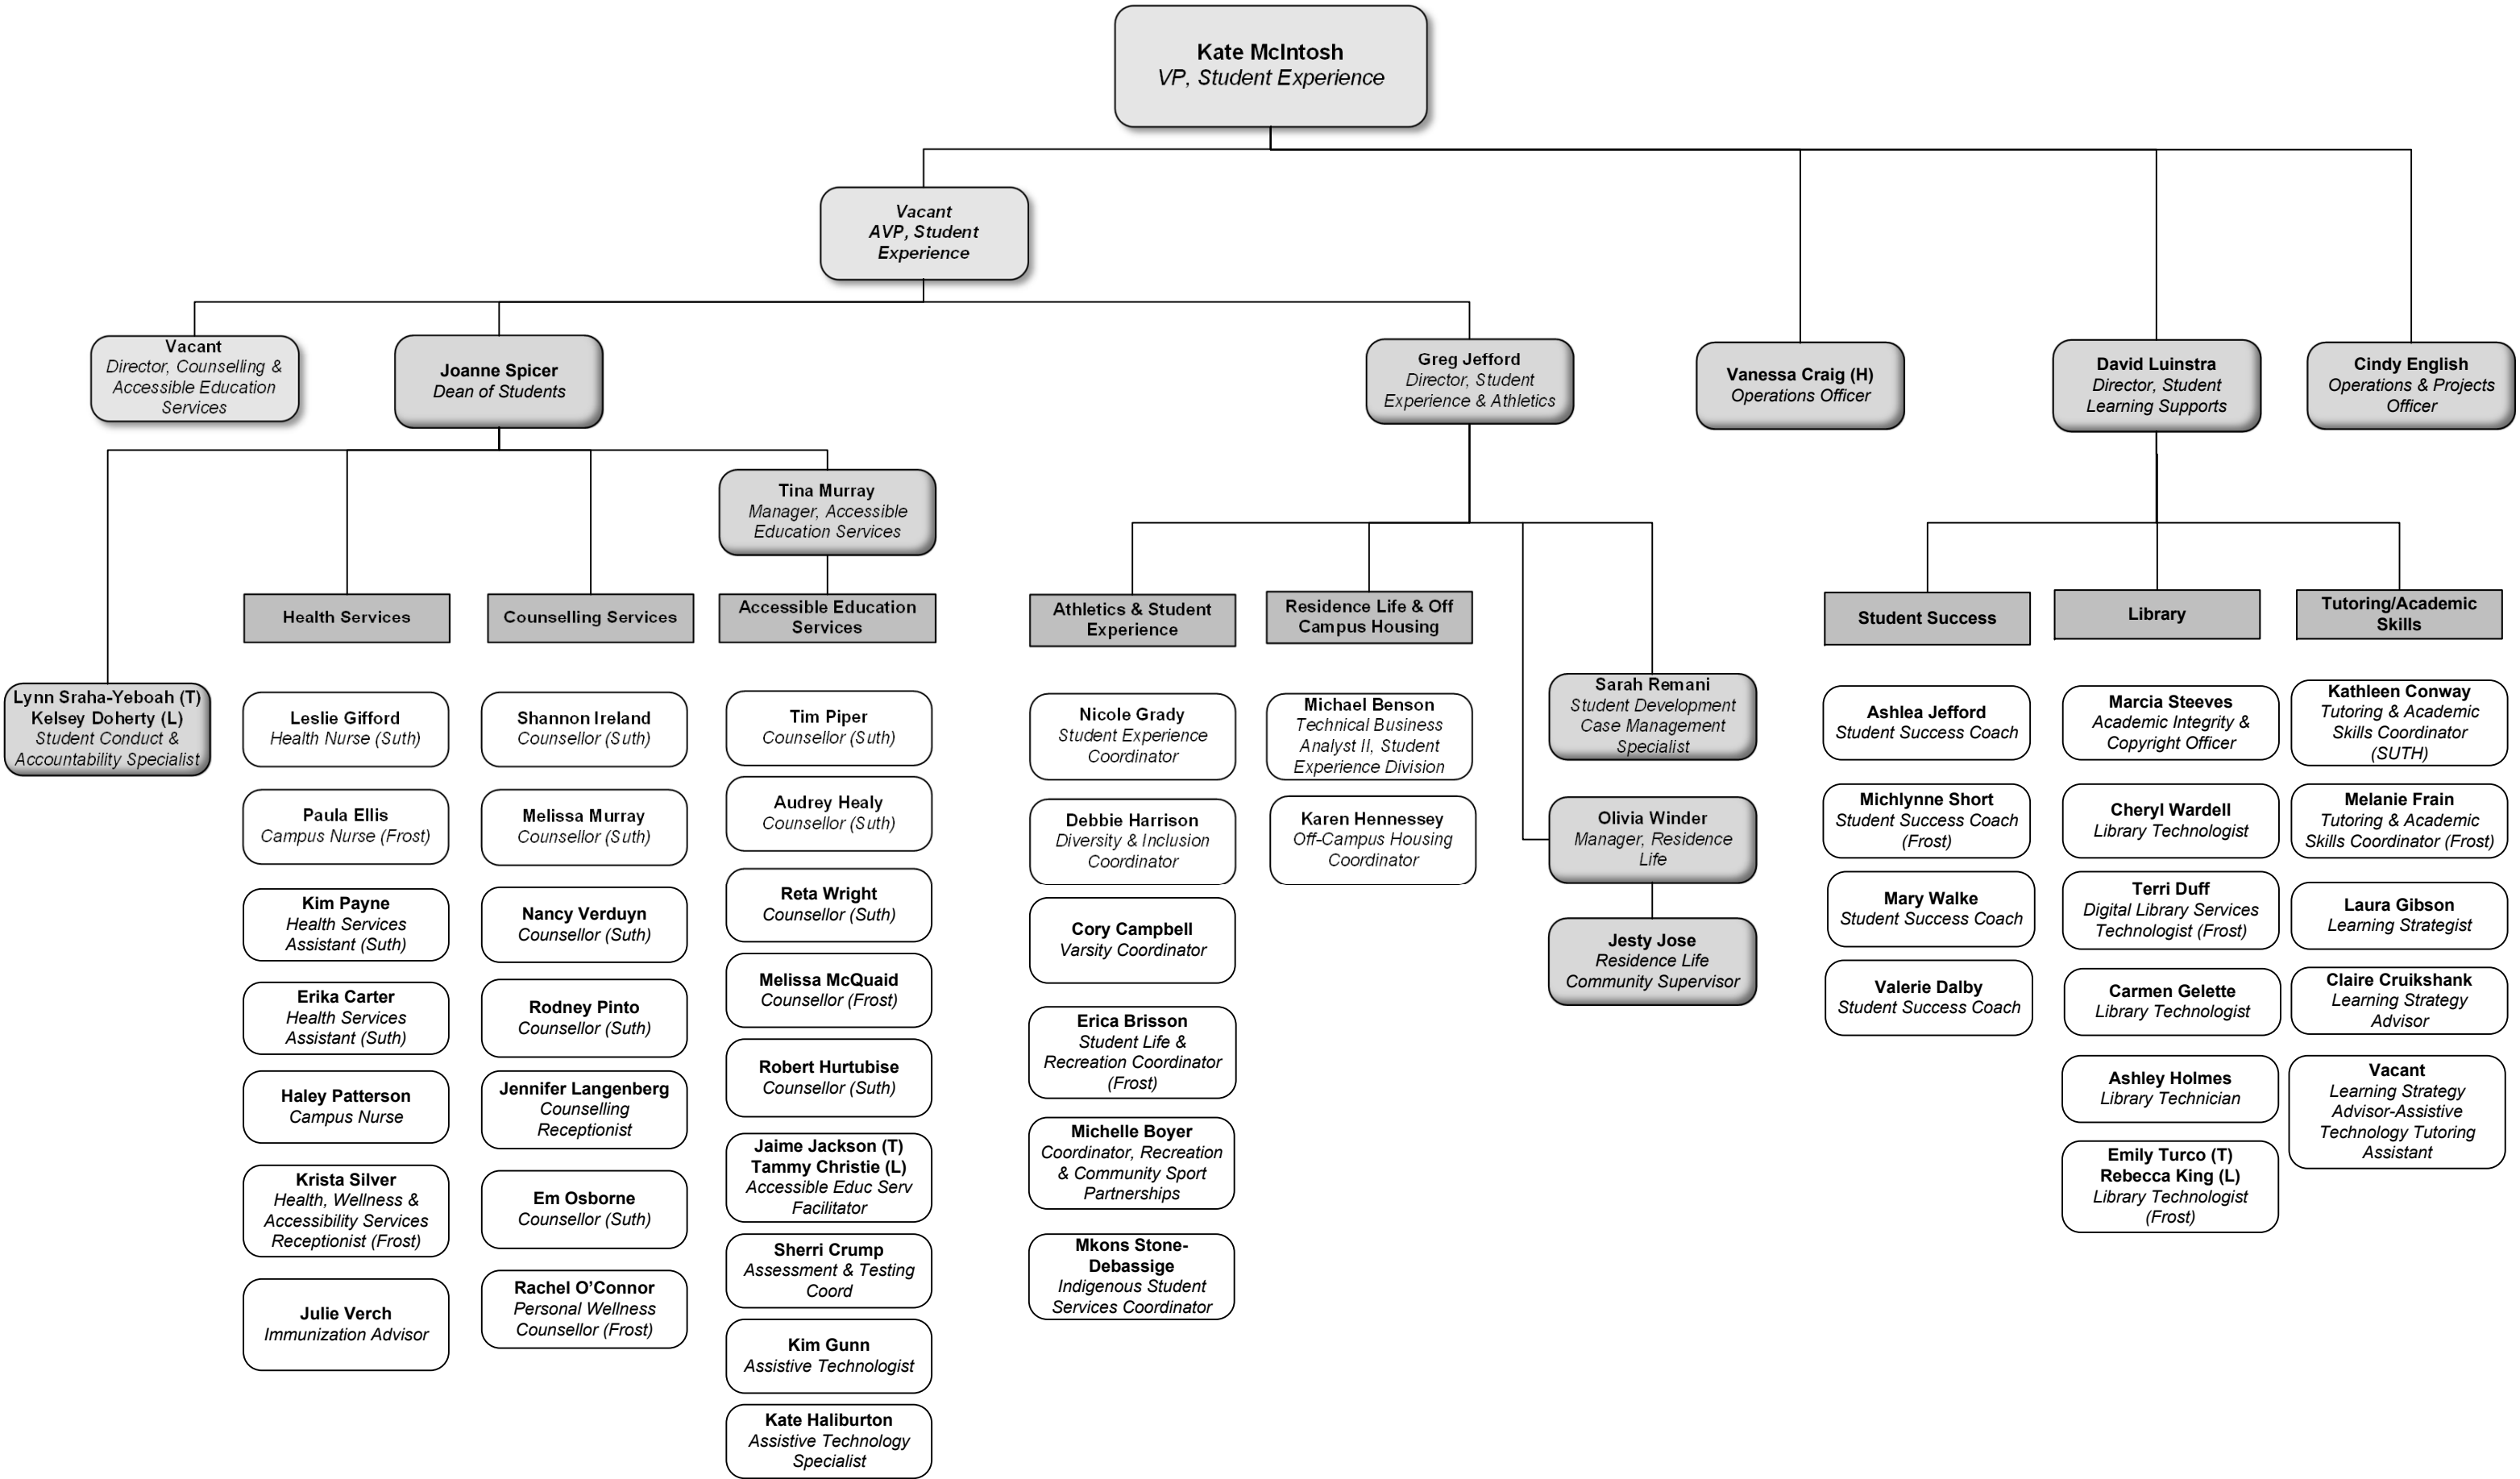 Kate McIntosh
VP, Student Experience
Vacant
AVP, Student
Experience
Vacant
Director, Counselling &
Accessible Education
Services
Joanne Spicer
Dean of Students
Greg Jefford
Director, Student
Experience & Athletics
Vanessa Craig (H)
Operations Officer
David Luinstra
Director, Student
Learning Supports
Cindy English
Operations & Projects
Officer
Tina Murray
Manager, Accessible
Education Services
Lynn Sraha-Yeboah (T)
Kelsey Doherty (L)
Student Conduct &
Accountability Specialist
Health Services
Leslie Gifford
Health Nurse (Suth)
Paula Ellis
Campus Nurse (Frost)
Kim Payne
Health Services
Assistant (Suth)
Erika Carter
Health Services
Assistant (Suth)
Haley Patterson
Campus Nurse
Krista Silver
Health, Wellness &
Accessibility Services
Receptionist (Frost)
Julie Verch
Immunization Advisor
Counselling Services
Shannon Ireland
Counsellor (Suth)
Melissa Murray
Counsellor (Suth)
Nancy Verduyn
Counsellor (Suth)
Rodney Pinto
Counsellor (Suth)
Jennifer Langenberg
Counselling
Receptionist
Em Osborne
Counsellor (Suth)
Rachel O’Connor
Personal Wellness
Counsellor (Frost)
Accessible Education
Services
Tim Piper
Counsellor (Suth)
Audrey Healy
Counsellor (Suth)
Reta Wright
Counsellor (Suth)
Melissa McQuaid
Counsellor (Frost)
Robert Hurtubise
Counsellor (Suth)
Jaime Jackson (T)
Tammy Christie (L)
Accessible Educ Serv
Facilitator
Sherri Crump
Assessment & Testing
Coord
Kim Gunn
Assistive Technologist
Kate Haliburton
Assistive Technology
Specialist
Athletics & Student
Experience
Nicole Grady
Student Experience
Coordinator
Debbie Harrison
Diversity & Inclusion
Coordinator
Cory Campbell
Varsity Coordinator
Erica Brisson
Student Life &
Recreation Coordinator
(Frost)
Michelle Boyer
Coordinator, Recreation
& Community Sport
Partnerships
Mkons Stone-
Debassige
Indigenous Student
Services Coordinator
Residence Life & Off
Campus Housing
Michael Benson
Technical Business
Analyst II, Student
Experience Division
Karen Hennessey
Off-Campus Housing
Coordinator
Sarah Remani
Student Development
Case Management
Specialist
Olivia Winder
Manager, Residence
Life
Jesty Jose
Residence Life
Community Supervisor
Student Success
Ashlea Jefford
Student Success Coach
Michlynne Short
Student Success Coach
(Frost)
Mary Walke
Student Success Coach
Valerie Dalby
Student Success Coach
Library
Marcia Steeves
Academic Integrity &
Copyright Officer
Cheryl Wardell
Library Technologist
Terri Duff
Digital Library Services
Technologist (Frost)
Carmen Gelette
Library Technologist
Ashley Holmes
Library Technician
Emily Turco (T)
Rebecca King (L)
Library Technologist
(Frost)
Tutoring/Academic
Skills
Kathleen Conway
Tutoring & Academic
Skills Coordinator
(SUTH)
Melanie Frain
Tutoring & Academic
Skills Coordinator (Frost)
Laura Gibson
Learning Strategist
Claire Cruikshank
Learning Strategy
Advisor
Vacant
Learning Strategy
Advisor-Assistive
Technology Tutoring
Assistant